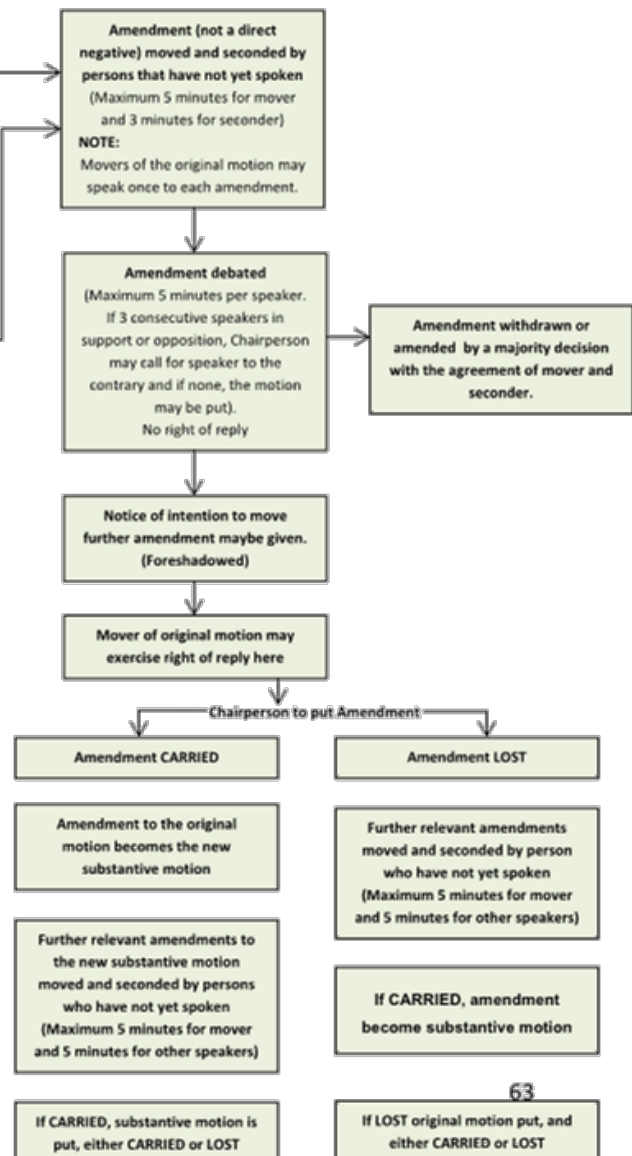 Amendment (not a direct
negative) moved and seconded by
persons that have not yet spoken
(Maximum 5 minutes for mover
and 3 minutes for seconder)
NOTE:
Movers of the original motion may
speak once to each amendment.
Amendment debated
(Maximum 5 minutes per speaker.
If 3 consecutive speakers in
support or opposition, Chairperson
may call for speaker to the
contrary and if none, the motion
may be put).
No right of reply
Amendment withdrawn or
amended by a majority decision
with the agreement of mover and
seconder.
Notice of intention to move
further amendment maybe given.
(Foreshadowed)
Mover of original motion may
exercise right of reply here
Chairperson to put Amendment
Amendment CARRIED
Amendment to the original
motion becomes the new
substantive motion
Further relevant amendments to
the new substantive motion
moved and seconded by persons
who have not yet spoken
(Maximum 5 minutes for mover
and 5 minutes for other speakers)
If CARRIED, substantive motion is
put, either CARRIED or LOST
Amendment LOST
Further relevant amendments
moved and seconded by person
who have not yet spoken
(Maximum 5 minutes for mover
and 5 minutes for other speakers)
If CARRIED, amendment
become substantive motion
63
If LOST original motion put, and
either CARRIED or LOST